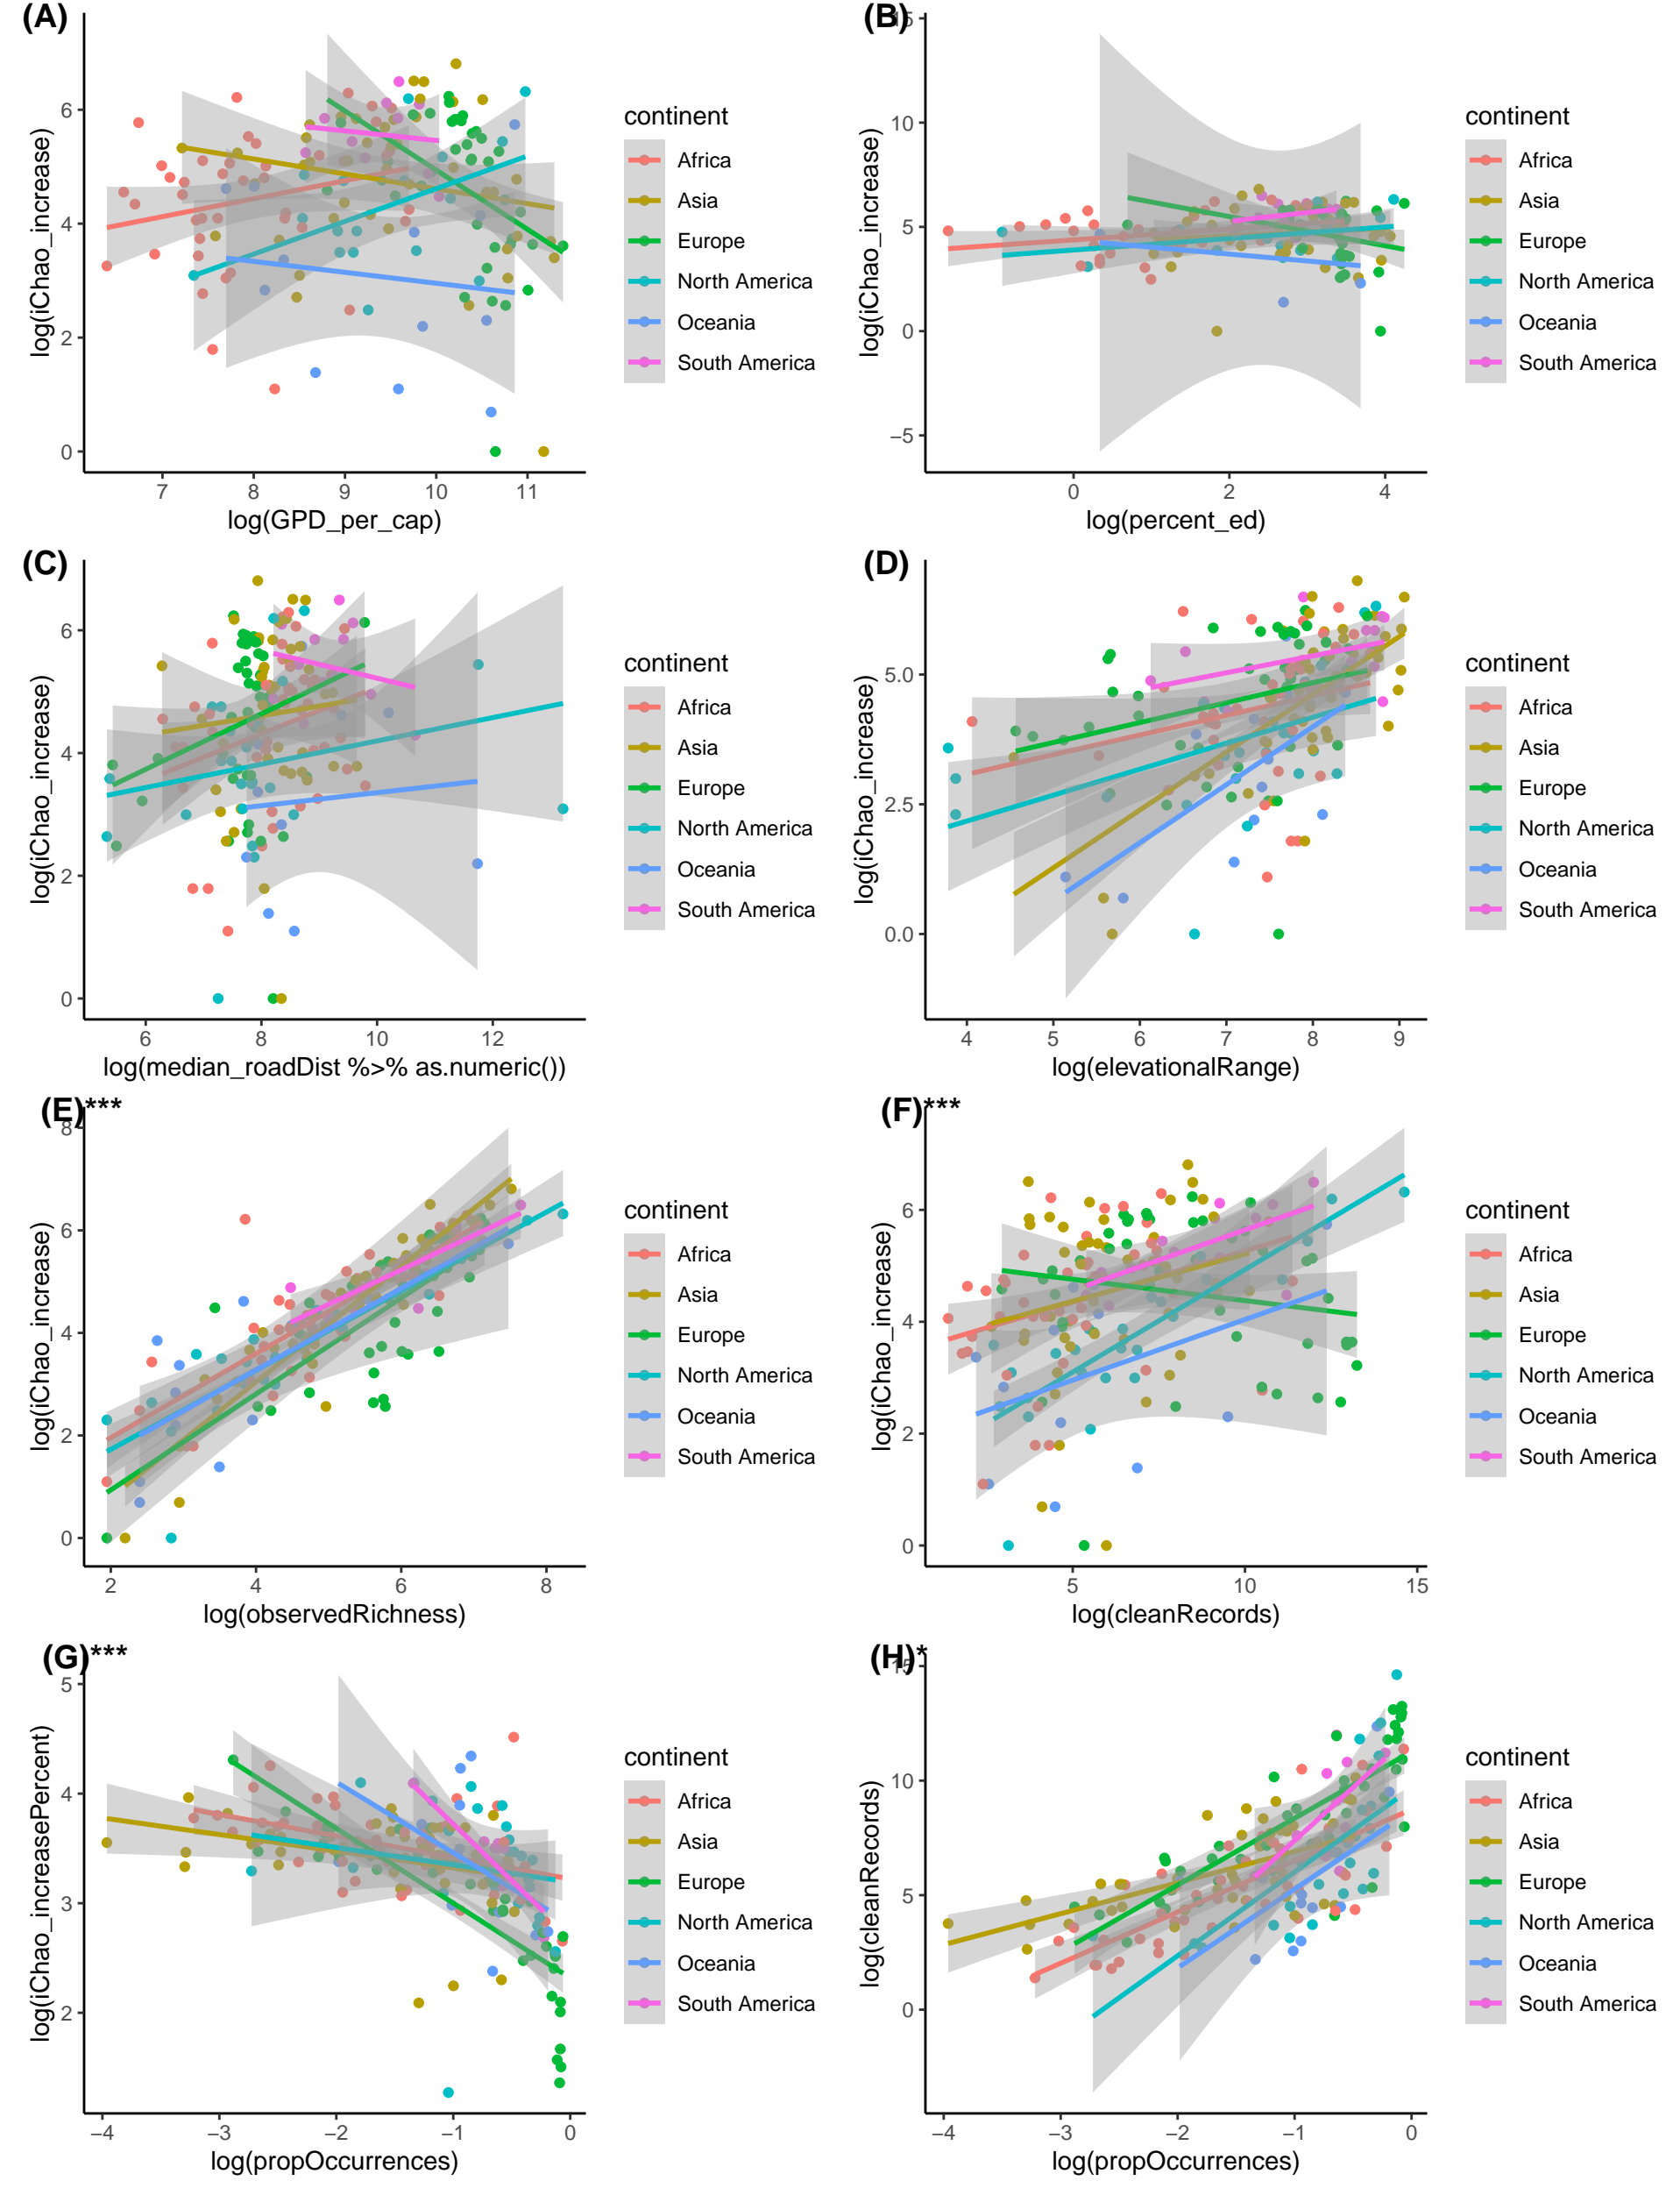 (A)
log(iChao_increase)
6
4
2
0
7 8 9 10 11
log(GPD_per_cap)
continent
Africa
Asia
Europe
North America
Oceania
South America
(B)
15
log(iChao_increase)
10
5
0
−5
0 2 4
log(percent_ed)
continent
Africa
Asia
Europe
North America
Oceania
South America
(C)
log(iChao_increase)
6
4
2
0
6 8 10 12
log(median_roadDist %>% as.numeric())
continent
Africa
Asia
Europe
North America
Oceania
South America
(D)
log(iChao_increase)
5.0
2.5
0.0
4 5 6 7 8 9
log(elevationalRange)
continent
Africa
Asia
Europe
North America
Oceania
South America
(E)***
log(iChao_increase)
8
6
4
2
0
2 4 6 8
log(observedRichness)
continent
Africa
Asia
Europe
North America
Oceania
South America
(F)***
log(iChao_increase)
6
4
2
0
5 10 15
log(cleanRecords)
continent
Africa
Asia
Europe
North America
Oceania
South America
(G)***
log(iChao_increasePercent)
5
4
3
2
−4 −3 −2 −1 0
log(propOccurrences)
continent
Africa
Asia
Europe
North America
Oceania
South America
(H)*
15
log(cleanRecords)
10
5
0
−4 −3 −2 −1 0
log(propOccurrences)
continent
Africa
Asia
Europe
North America
Oceania
South America